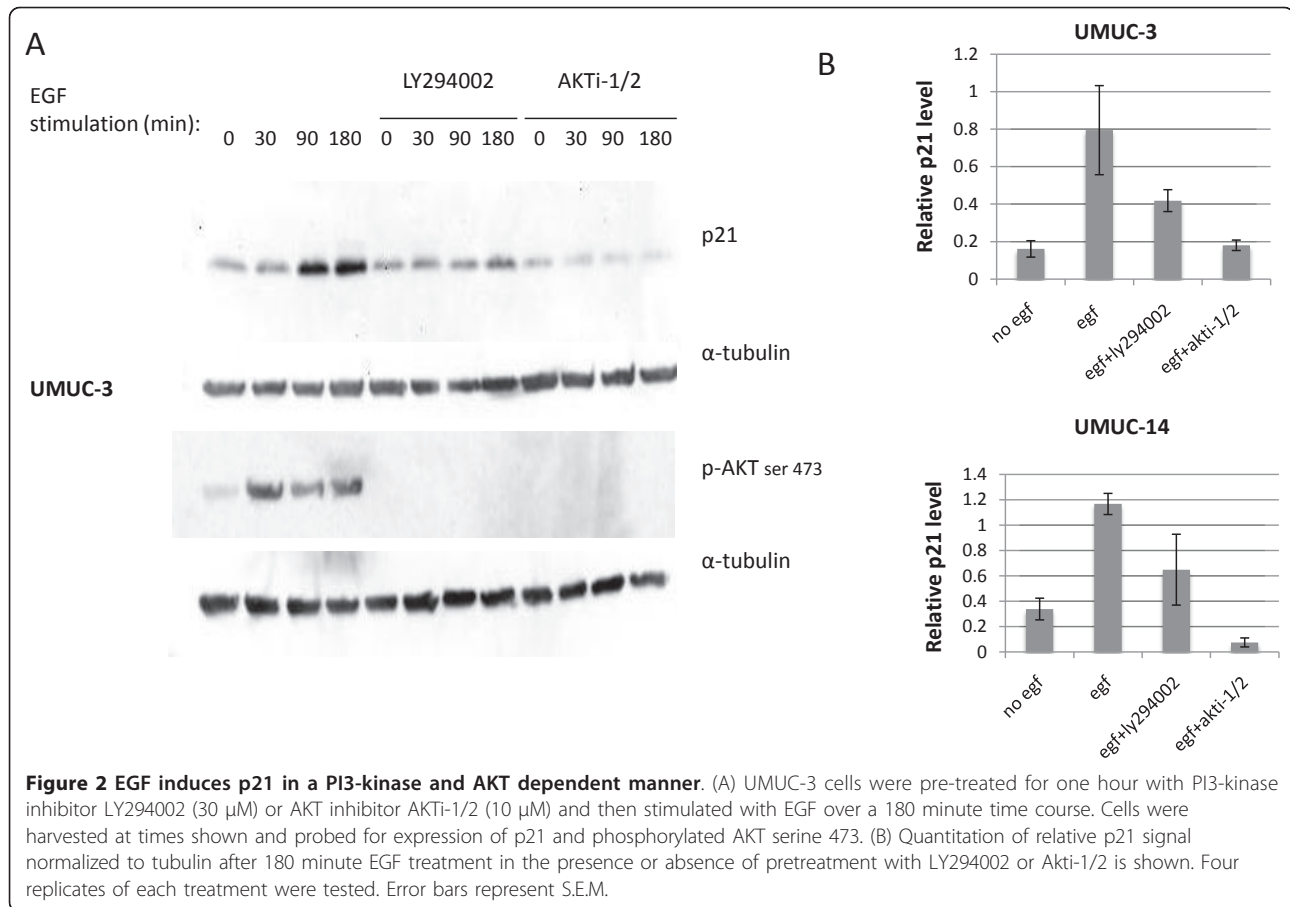 A
LY294002 AKTi-1/2
EGF
stimulation (min):
0 30 90 180 0 30 90 180 0 30 90 180
p21
α-tubulin
UMUC-3
p-AKT ser 473
α-tubulin
B
UMUC-3
Relative p21 level
1.2
1
0.8
0.6
0.4
0.2
0
no egf
egf
egf+ly294002
egf+akti-1/2
UMUC-14
Relative p21 level
1.4
1.2
1
0.8
0.6
0.4
0.2
0
no egf
egf
egf+ly294002
egf+akti-1/2
Figure 2 EGF induces p21 in a PI3-kinase and AKT dependent manner. (A) UMUC-3 cells were pre-treated for one hour with PI3-kinase
inhibitor LY294002 (30 μM) or AKT inhibitor AKTi-1/2 (10 μM) and then stimulated with EGF over a 180 minute time course. Cells were
harvested at times shown and probed for expression of p21 and phosphorylated AKT serine 473. (B) Quantitation of relative p21 signal
normalized to tubulin after 180 minute EGF treatment in the presence or absence of pretreatment with LY294002 or Akti-1/2 is shown. Four
replicates of each treatment were tested. Error bars represent S.E.M.